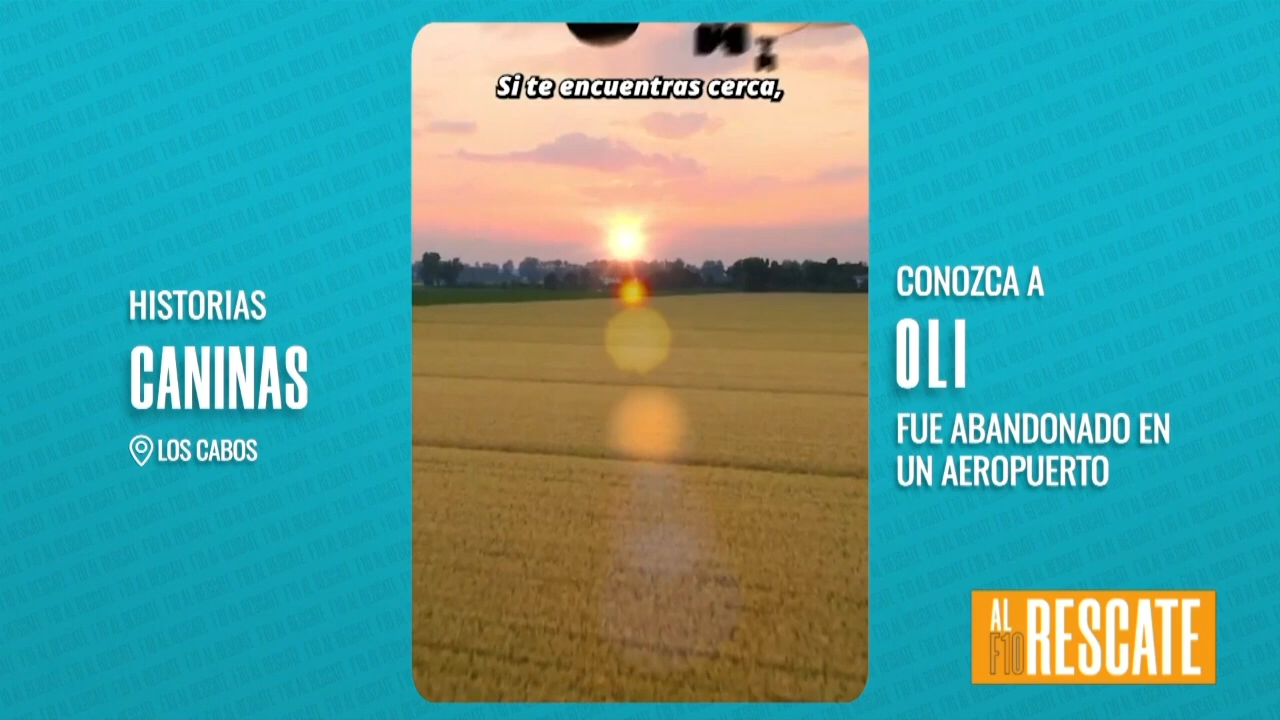 Si te encuentras cerca,
HISTORIAS
CANINAS
LOS CABOS
CONOZCA A
OLI
FUE ABANDONADO EN
UN AEROPUERTO
AL
F10
RESCATE